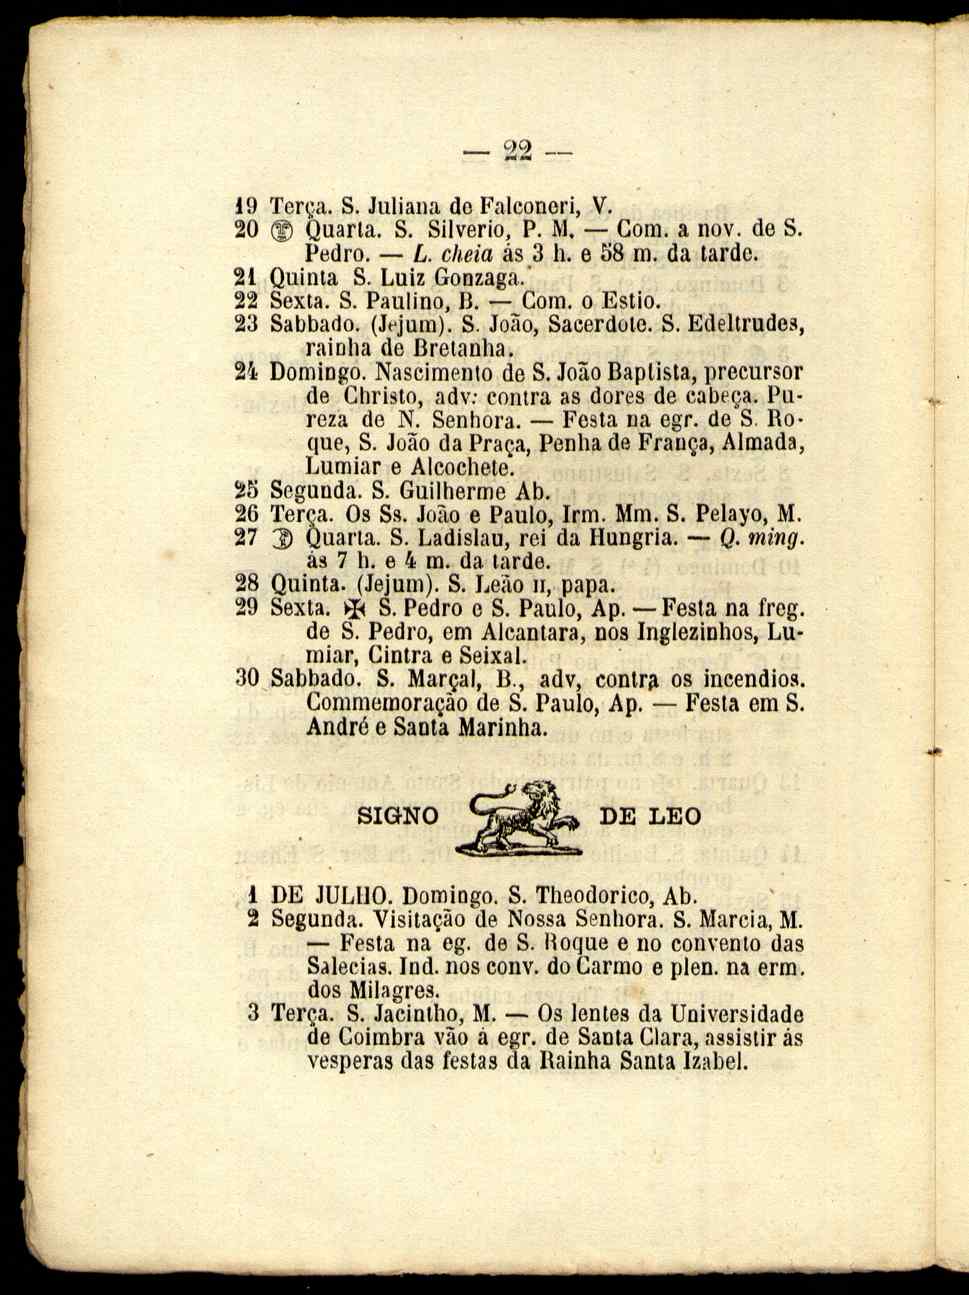 — 22 —
19 Terça. S. Juliana de Falconeri, V.
20 Quarta. S. Silverio, P. M. — Com. a nov. de S.
Pedro. — L. cheia ás 3 h. e 58 m. da tarde.
21 Quinta S. Luiz Gonzaga.
22 Sexta. S. Paulino, B. — Com. o Estio.
23 Sabbado. (Jejum). S. João, Sacerdote. S. Edeltrudes,
rainha de Bretanha.
24 Domingo. Nascimento de S. João Baptista, precursor
de Christo, adv: contra as dores de cabeça. Pu-
reza de N. Senhora. — Festa na egr. de S. Ro-
que, S. João da Praça, Penha de França, Almada,
Lumiar e Alcochete.
25 Segunda. S. Guilherme Ab.
26 Terça. Os Ss. João e Paulo, Irm. Mm. S. Pelayo, M.
27 Quarta. S. Ladislau, rei da Hungria. — Q. ming.
ás 7 h. e 4 m. da tarde.
28 Quinta. (Jejum). S. Leão II, papa.
29 Sexta. ✠ S. Pedro e S. Paulo, Ap. — Festa na freg.
de S. Pedro, em Alcantara, nos Inglezinhos, Lu-
miar, Cintra e Seixal.
30 Sabbado. S. Marçal, B., adv, contra os incendios.
Commemoração de S. Paulo, Ap. — Festa em S.
André e Santa Marinha.
SIGNO DE LEO
1 DE JULHO. Domingo. S. Theodorico, Ab.
2 Segunda. Visitação de Nossa Senhora. S. Marcia, M.
— Festa na eg. de S. Roque e no convento das
Salecias. Ind. nos conv. do Carmo e plen. na erm.
dos Milagres.
3 Terça. S. Jacintho, M. — Os lentes da Universidade
de Coimbra vão á egr. de Santa Clara, assistir ás
vesperas das festas da Rainha Santa Izabel.